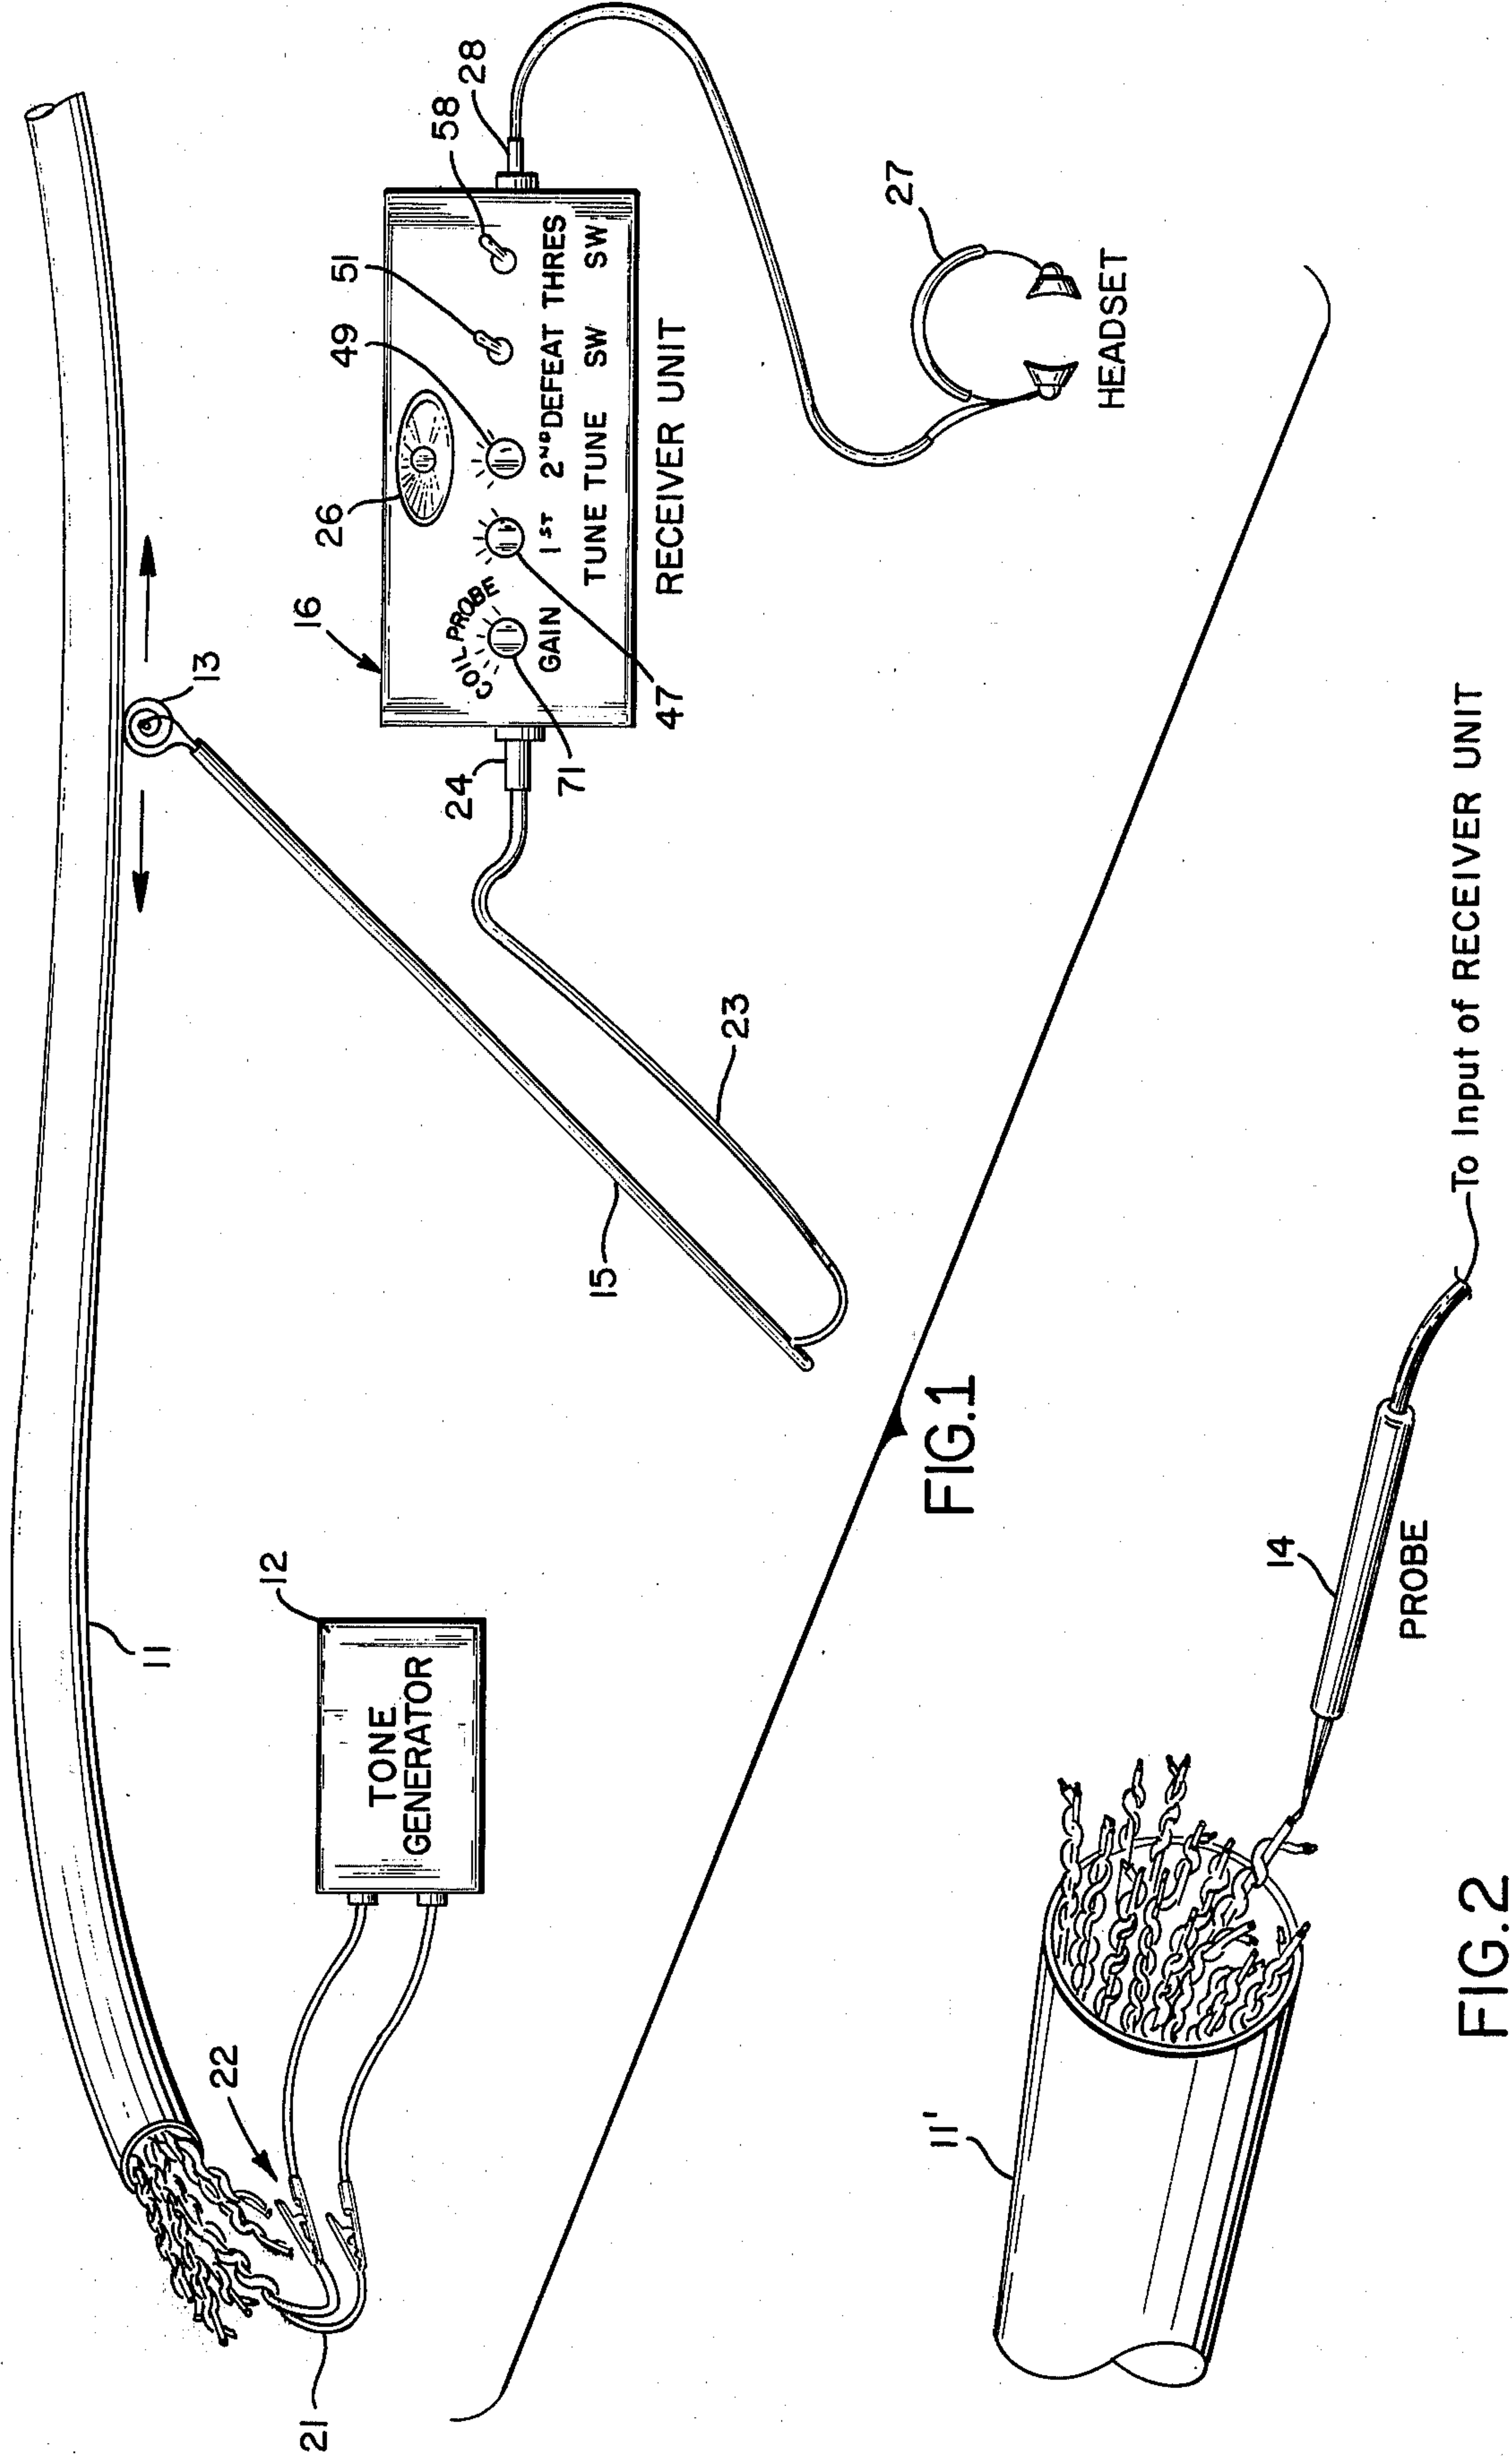 11
13
16
26
49
51
58
28
COIL PROBE
GAIN 1ST 2ND DEFEAT THRES
TUNE TUNE SW SW
RECEIVER UNIT
24
71
47
27
HEADSET
12
TONE
GENERATOR
22
21
15
23
FIG.1
11'
14
PROBE
To Input of RECEIVER UNIT
FIG.2